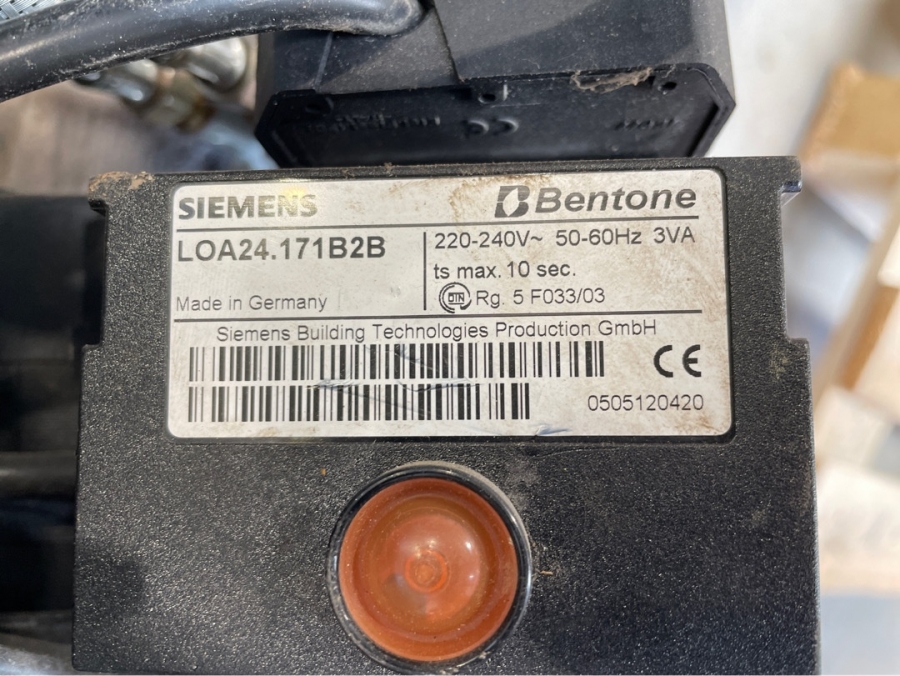 SIEMENS
Bentone
LOA24.171B2B
220-240V~ 50-60Hz 3VA
ts max. 10 sec.
Made in Germany
DIN Rg. 5 F033/03
Siemens Building Technologies Production GmbH
CE
0505120420